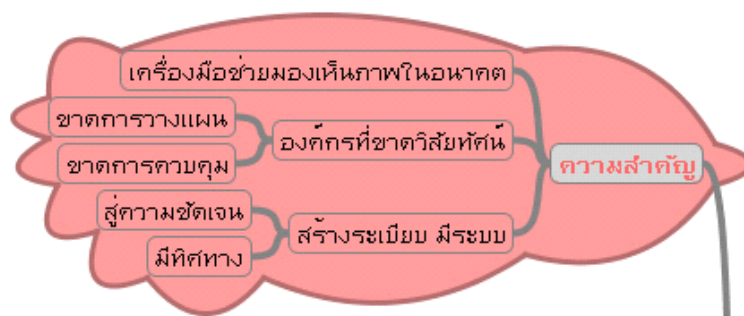 เครื่องมือช่วยมองเห็นภาพในอนาคต
ขาดการวางแผน
องค์กรที่ขาดวิสัยทัศน์
ขาดการควบคุม
ความสำคัญ
สู่ความชัดเจน
สร้างระเบียบ มีระบบ
มีทิศทาง